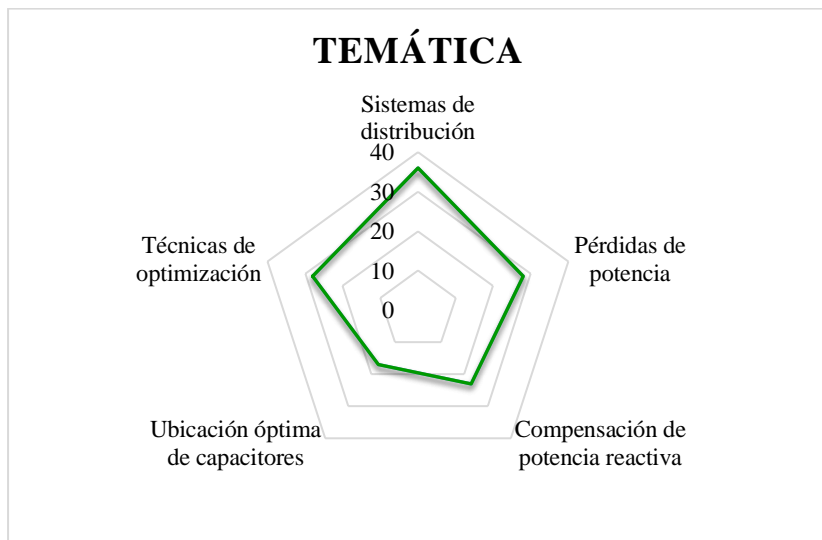 TEMÁTICA
Sistemas de
distribución
40
30
20
10
0
Técnicas de
optimización
Pérdidas de
potencia
Ubicación óptima
de capacitores
Compensación de
potencia reactiva